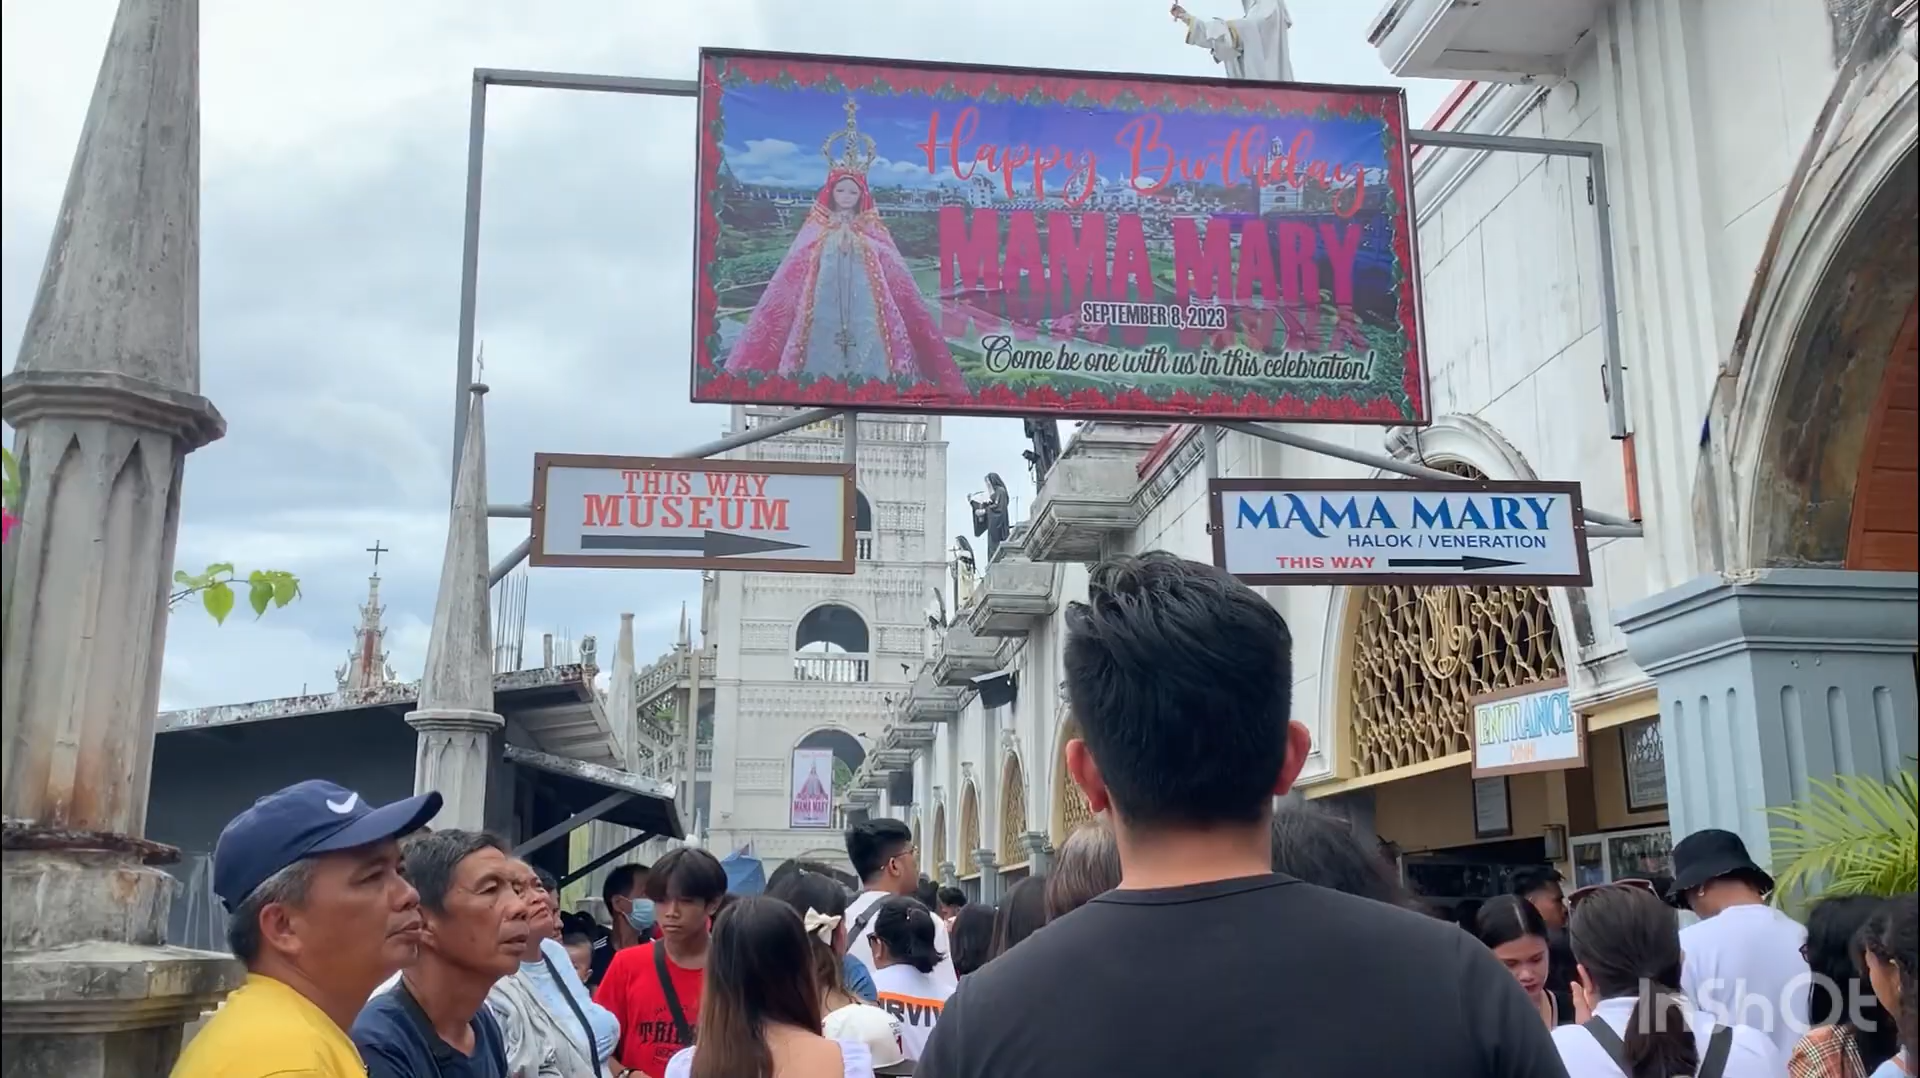 Happy Birthday
MAMA MARY
SEPTEMBER 8, 2023
Come be one with us in this celebration!
THIS WAY
MUSEUM
MAMA MARY
HALOK / VENERATION
THIS WAY
ENTRANCE
MAMA MARY
InShOt